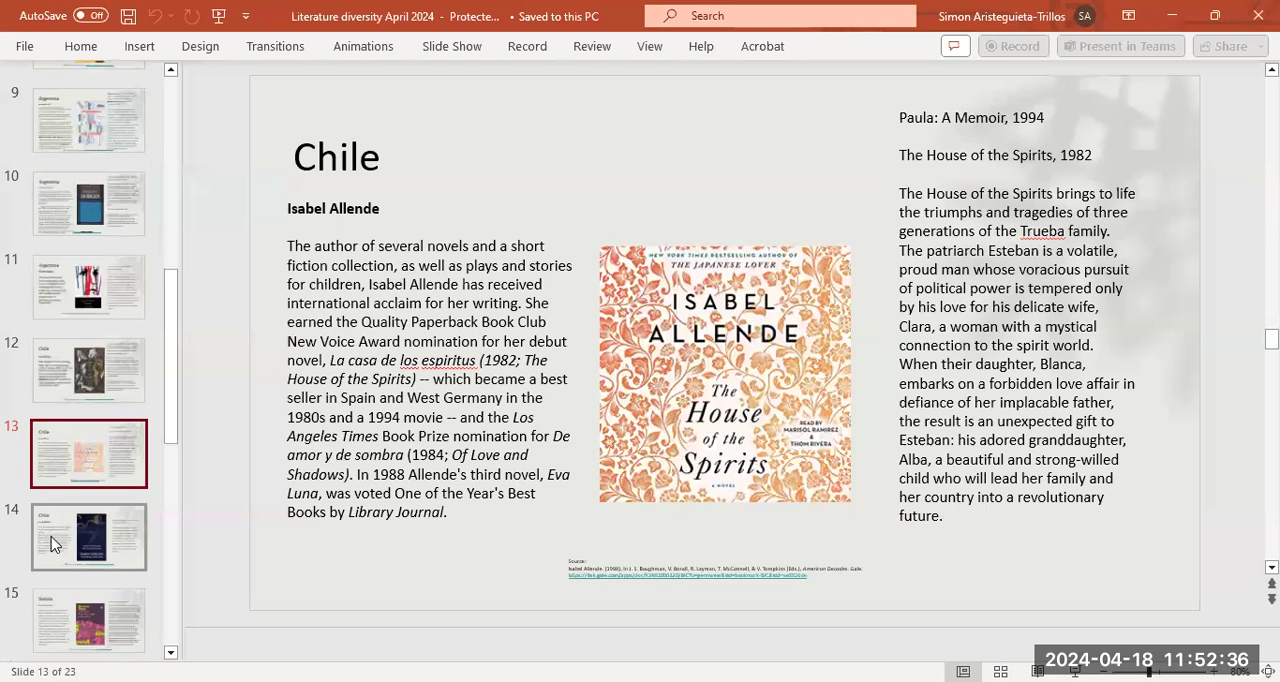 AutoSave Off
Literature diversity April 2024 - Protecte... • Saved to this PC
Search
Simon Aristeguieta-Trillos SA
File Home Insert Design Transitions Animations Slide Show Record Review View Help Acrobat
Record Present in Teams Share
9
10
11
12
13
14
15
Chile
Isabel Allende
The author of several novels and a short
fiction collection, as well as plays and stories
for children, Isabel Allende has received
international acclaim for her writing. She
earned the Quality Paperback Book Club
New Voice Award nomination for her debut
novel, La casa de los espiritus (1982; The
House of the Spirits) -- which became a best
seller in Spain and West Germany in the
1980s and a 1994 movie -- and the Los
Angeles Times Book Prize nomination for De
amor y de sombra (1984; Of Love and
Shadows). In 1988 Allende's third novel, Eva
Luna, was voted One of the Year's Best
Books by Library Journal.
NEW YORK TIMES BESTSELLING AUTHOR OF
THE JAPANESE LOVER
ISABEL
ALLENDE
The
House
of the
Spirits
READ BY
MARISOL RAMIREZ
& THOM RIVERA
A NOVEL
Paula: A Memoir, 1994
The House of the Spirits, 1982
The House of the Spirits brings to life
the triumphs and tragedies of three
generations of the Trueba family.
The patriarch Esteban is a volatile,
proud man whose voracious pursuit
of political power is tempered only
by his love for his delicate wife,
Clara, a woman with a mystical
connection to the spirit world.
When their daughter, Blanca,
embarks on a forbidden love affair in
defiance of her implacable father,
the result is an unexpected gift to
Esteban: his adored granddaughter,
Alba, a beautiful and strong-willed
child who will lead her family and
her country into a revolutionary
future.
Source:
Slide 13 of 23
80%
2024-04-18 11:52:36